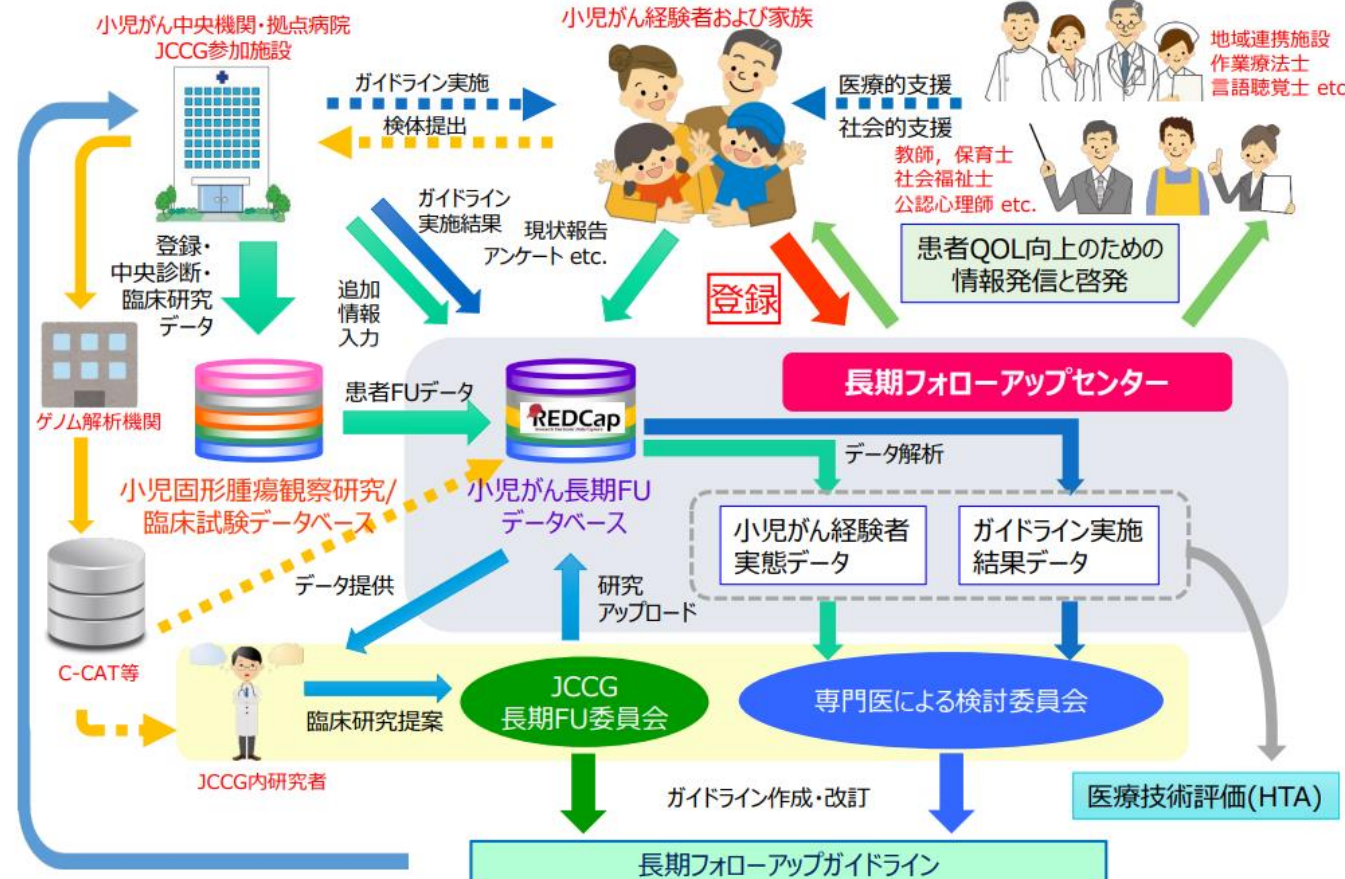 小児がん中央機関・拠点病院
JCCG参加施設
小児がん経験者および家族
地域連携施設
作業療法士
言語聴覚士 etc
ガイドライン実施
検体提出
医療的支援
社会的支援
教師，保育士
社会福祉士
公認心理師 etc.
ガイドライン
実施結果
現状報告
アンケート etc.
登録・
中央診断・
臨床研究
データ
追加
情報
入力
登録
患者QOL向上のための
情報発信と啓発
長期フォローアップセンター
ゲノム解析機関
患者FUデータ
REDCap
データ解析
小児固形腫瘍観察研究/
臨床試験データベース
小児がん長期FU
データベース
小児がん経験者
実態データ
ガイドライン実施
結果データ
データ提供
研究
アップロード
C-CAT等
JCCG
長期FU委員会
専門医による検討委員会
臨床研究提案
JCCG内研究者
ガイドライン作成・改訂
医療技術評価(HTA)
長期フォローアップガイドライン